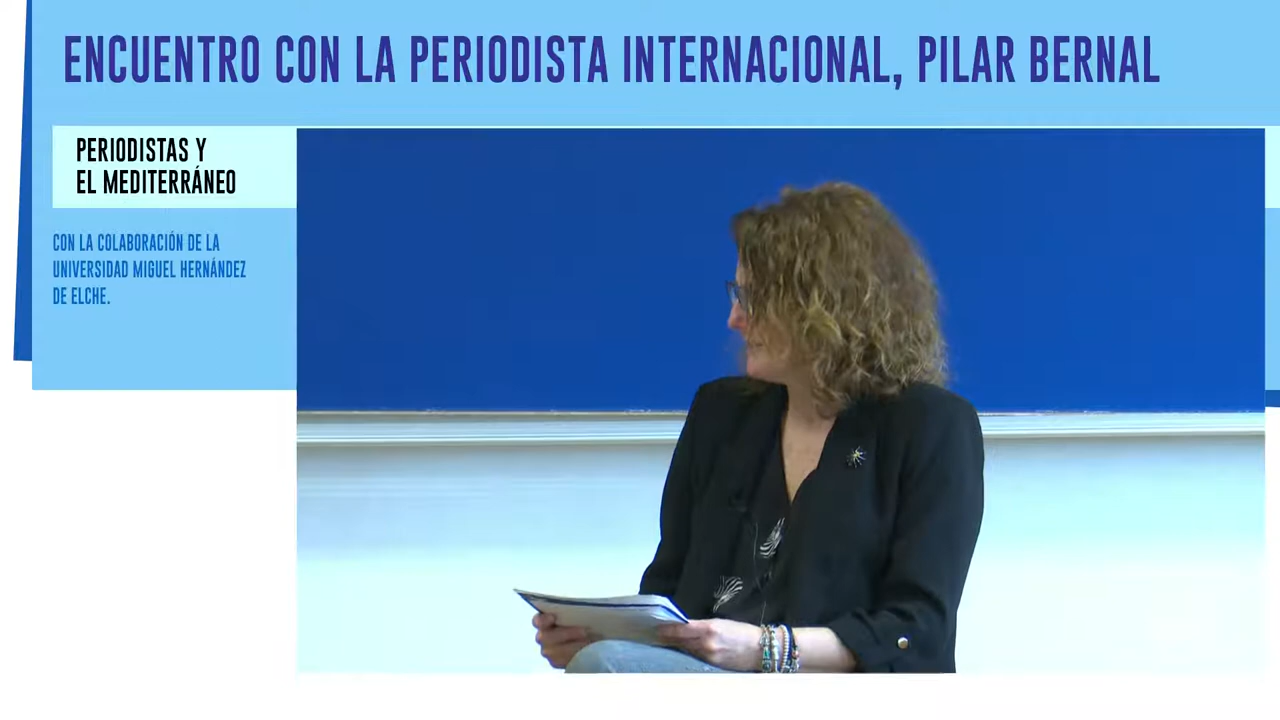 ENCUENTRO CON LA PERIODISTA INTERNACIONAL, PILAR BERNAL
PERIODISTAS Y
EL MEDITERRÁNEO
CON LA COLABORACIÓN DE LA
UNIVERSIDAD MIGUEL HERNÁNDEZ
DE ELCHE.